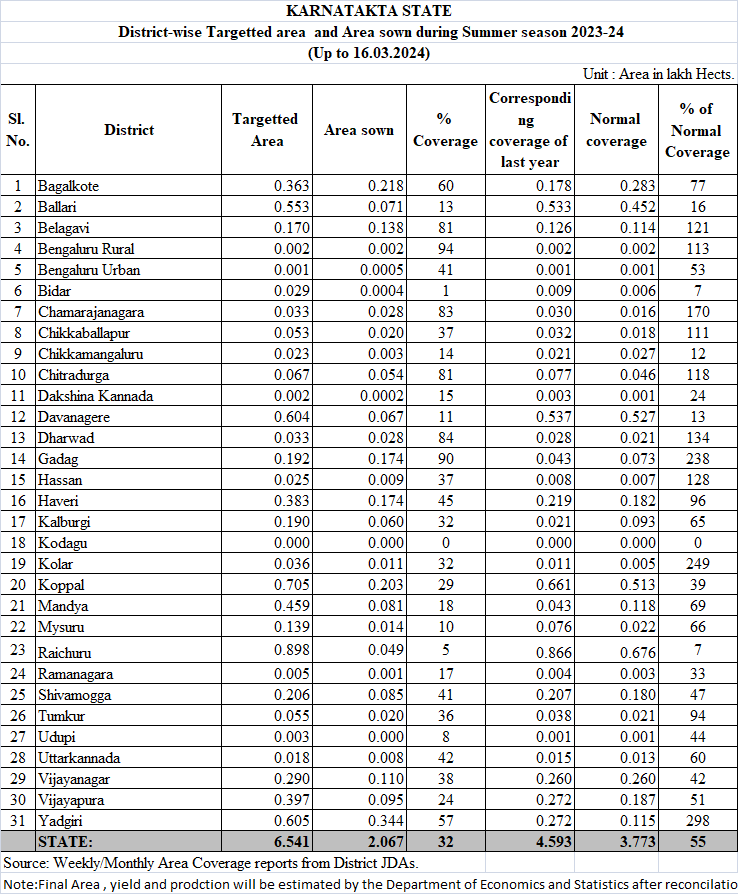 KARNATAKTA STATE
District-wise Targetted area and Area sown during Summer season 2023-24
(Up to 16.03.2024)
Unit : Area in lakh Hects.
Sl. No. District Targetted Area Area sown % Coverage Correspondi ng coverage of last year Normal coverage % of Normal Coverage
1 Bagalkote 0.363 0.218 60 0.178 0.283 77
2 Ballari 0.553 0.071 13 0.533 0.452 16
3 Belagavi 0.170 0.138 81 0.126 0.114 121
4 Bengaluru Rural 0.002 0.002 94 0.002 0.002 113
5 Bengaluru Urban 0.001 0.0005 41 0.001 0.001 53
6 Bidar 0.029 0.0004 1 0.009 0.006 7
7 Chamarajanagara 0.033 0.028 83 0.030 0.016 170
8 Chikkaballapur 0.053 0.020 37 0.032 0.018 111
9 Chikkamangaluru 0.023 0.003 14 0.021 0.027 12
10 Chitradurga 0.067 0.054 81 0.077 0.046 118
11 Dakshina Kannada 0.002 0.0002 15 0.003 0.001 24
12 Davanagere 0.604 0.067 11 0.537 0.527 13
13 Dharwad 0.033 0.028 84 0.028 0.021 134
14 Gadag 0.192 0.174 90 0.043 0.073 238
15 Hassan 0.025 0.009 37 0.008 0.007 128
16 Haveri 0.383 0.174 45 0.219 0.182 96
17 Kalburgi 0.190 0.060 32 0.021 0.093 65
18 Kodagu 0.000 0.000 0 0.000 0.000 0
19 Kolar 0.036 0.011 32 0.011 0.005 249
20 Koppal 0.705 0.203 29 0.661 0.513 39
21 Mandya 0.459 0.081 18 0.043 0.118 69
22 Mysuru 0.139 0.014 10 0.076 0.022 66
23 Raichuru 0.898 0.049 5 0.866 0.676 7
24 Ramanagara 0.005 0.001 17 0.004 0.003 33
25 Shivamogga 0.206 0.085 41 0.207 0.180 47
26 Tumkur 0.055 0.020 36 0.038 0.021 94
27 Udupi 0.003 0.000 8 0.001 0.001 44
28 Uttarkannada 0.018 0.008 42 0.015 0.013 60
29 Vijayanagar 0.290 0.110 38 0.260 0.260 42
30 Vijayapura 0.397 0.095 24 0.272 0.187 51
31 Yadgiri 0.605 0.344 57 0.272 0.115 298
STATE: 6.541 2.067 32 4.593 3.773 55
Source: Weekly/Monthly Area Coverage reports from District JDAs.
Note:Final Area , yield and prodction will be estimated by the Department of Economics and Statistics after reconcilatio